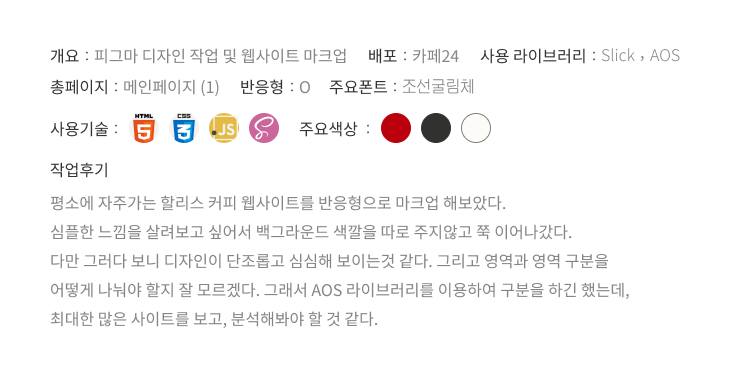 개요 : 피그마 디자인 작업 및 웹사이트 마크업 배포 : 카페24 사용 라이브러리 : Slick , AOS
총페이지 : 메인페이지 (1) 반응형 : O 주요폰트 : 조선굴림체
사용기술 : HTML 5 CSS 3 JS 주요색상 :
작업후기
평소에 자주가는 할리스 커피 웹사이트를 반응형으로 마크업 해보았다.
심플한 느낌을 살려보고 싶어서 백그라운드 색깔을 따로 주지않고 쭉 이어나갔다.
다만 그러다 보니 디자인이 단조롭고 심심해 보이는것 같다. 그리고 영역과 영역 구분을
어떻게 나눠야 할지 잘 모르겠다. 그래서 AOS 라이브러리를 이용하여 구분을 하긴 했는데,
최대한 많은 사이트를 보고, 분석해봐야 할 것 같다.